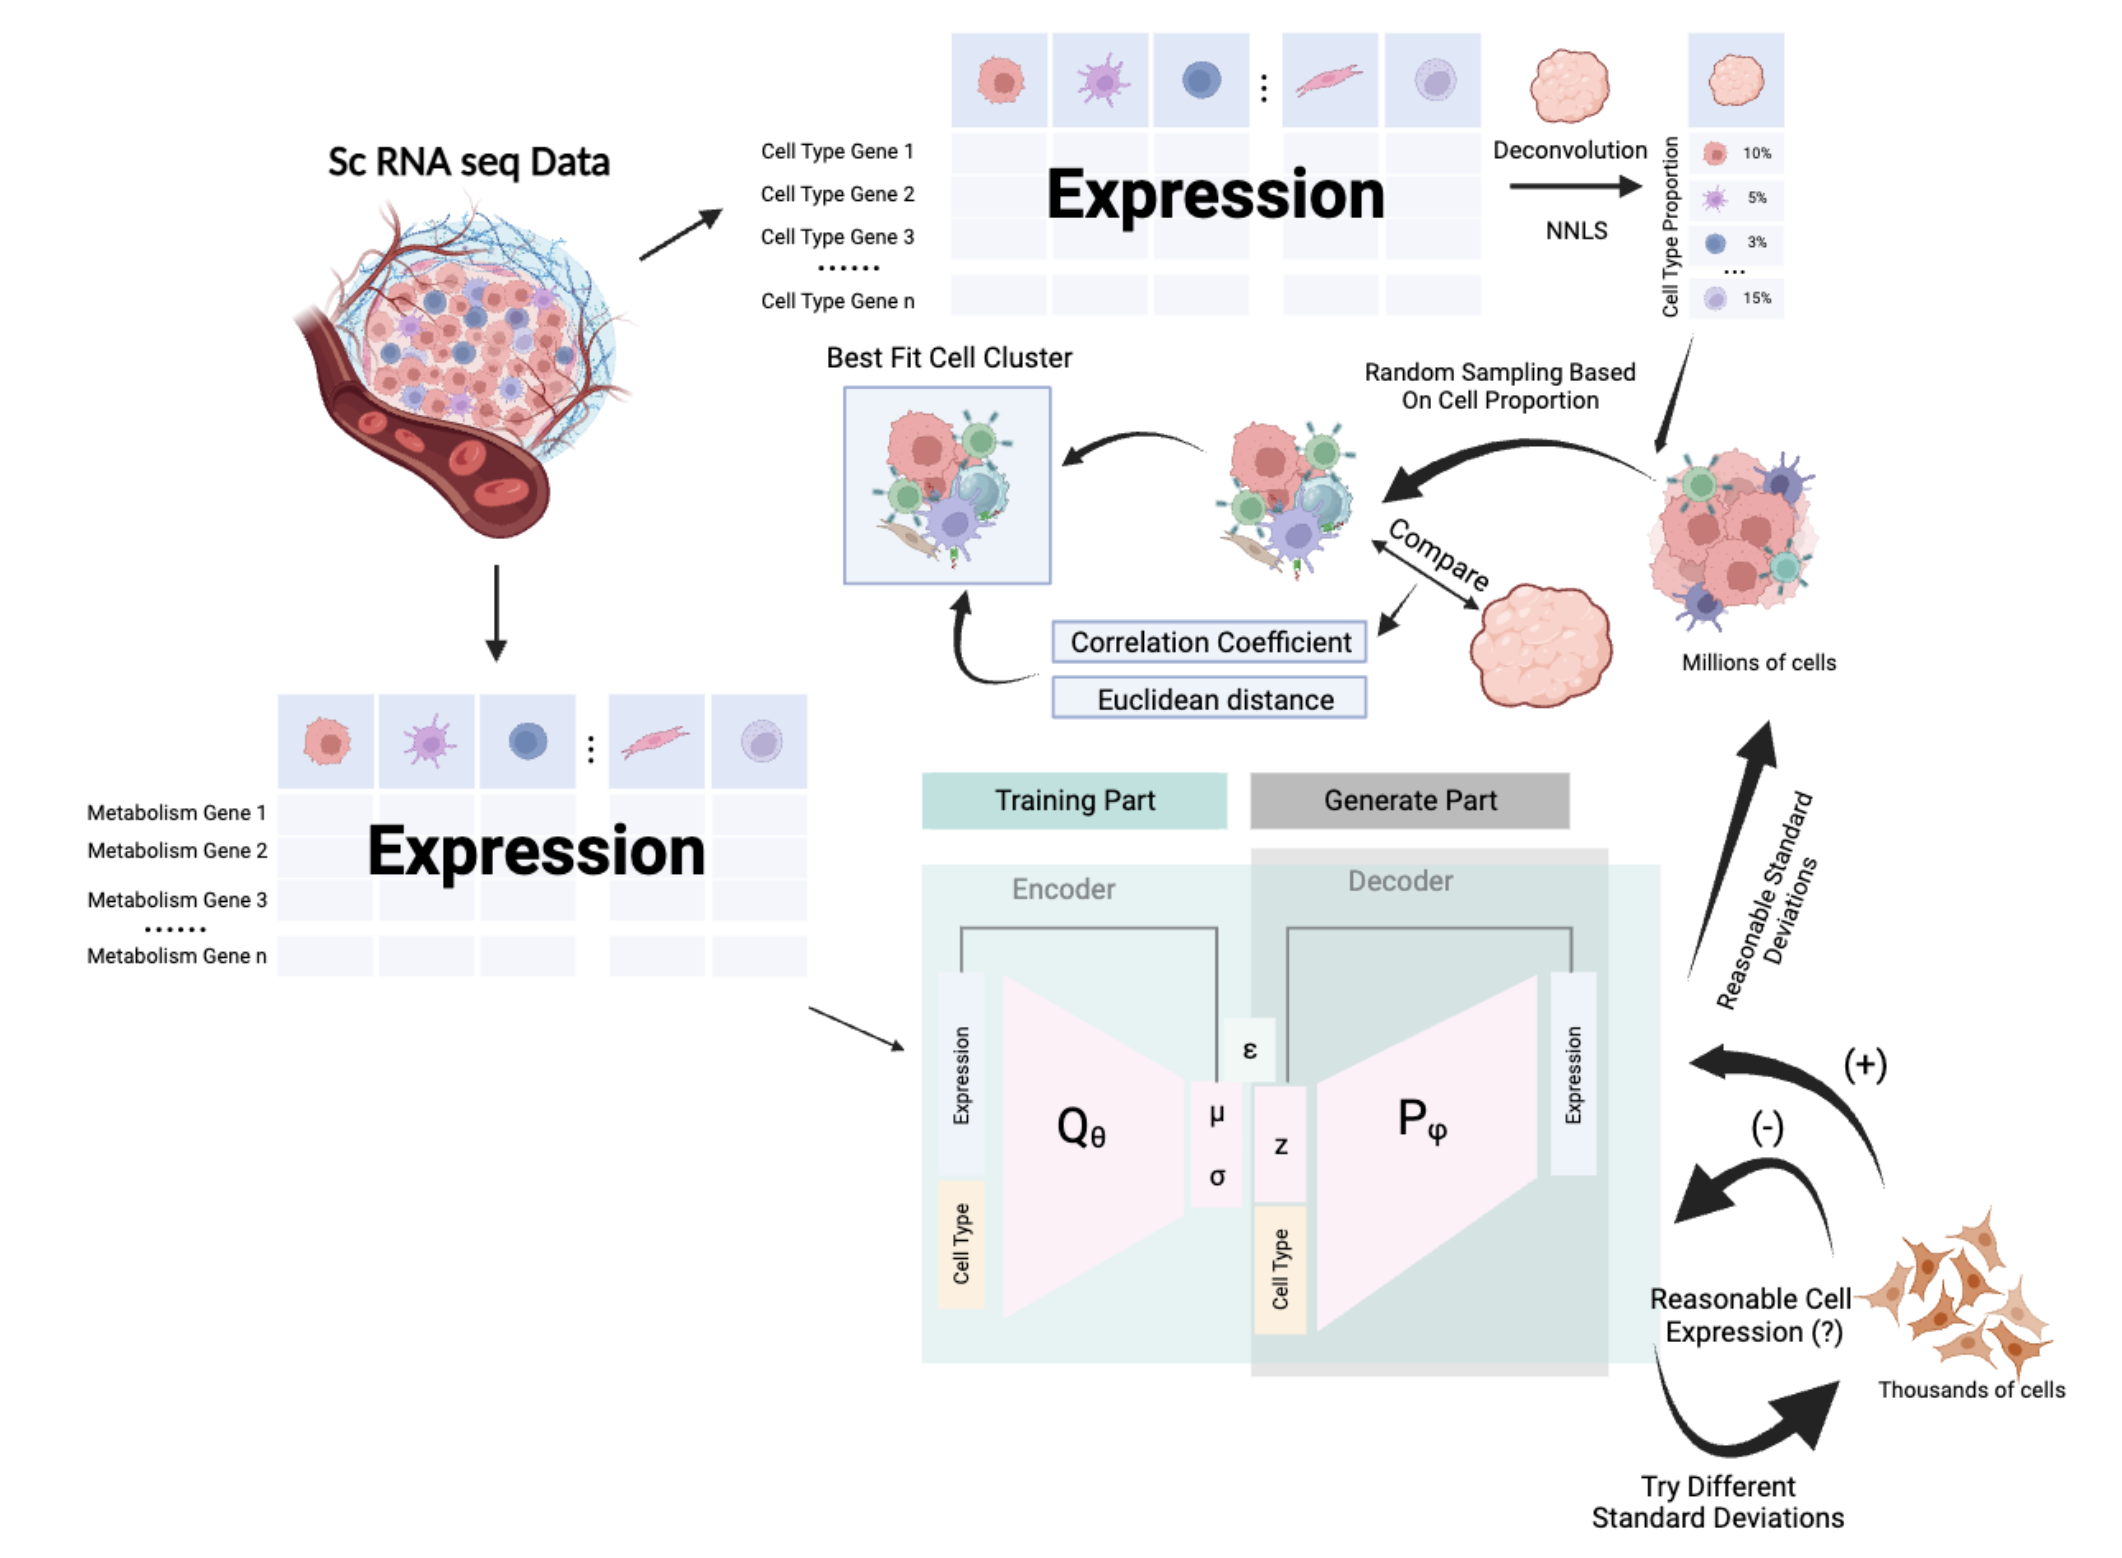 Sc RNA seq Data
Cell Type Gene 1
Cell Type Gene 2
Cell Type Gene 3
......
Cell Type Gene n
Expression
Deconvolution
NNLS
Cell Type Proportion
10%
5%
3%
...
15%
Best Fit Cell Cluster
Random Sampling Based
On Cell Proportion
Compare
Correlation Coefficient
Euclidean distance
Millions of cells
Metabolism Gene 1
Metabolism Gene 2
Metabolism Gene 3
......
Metabolism Gene n
Expression
Training Part
Generate Part
Encoder
Decoder
Expression
Cell Type
Qθ
μ
σ
ε
z
Cell Type
Pφ
Expression
Reasonable Standard
Deviations
(+)
(-)
Reasonable Cell
Expression (?)
Thousands of cells
Try Different
Standard Deviations